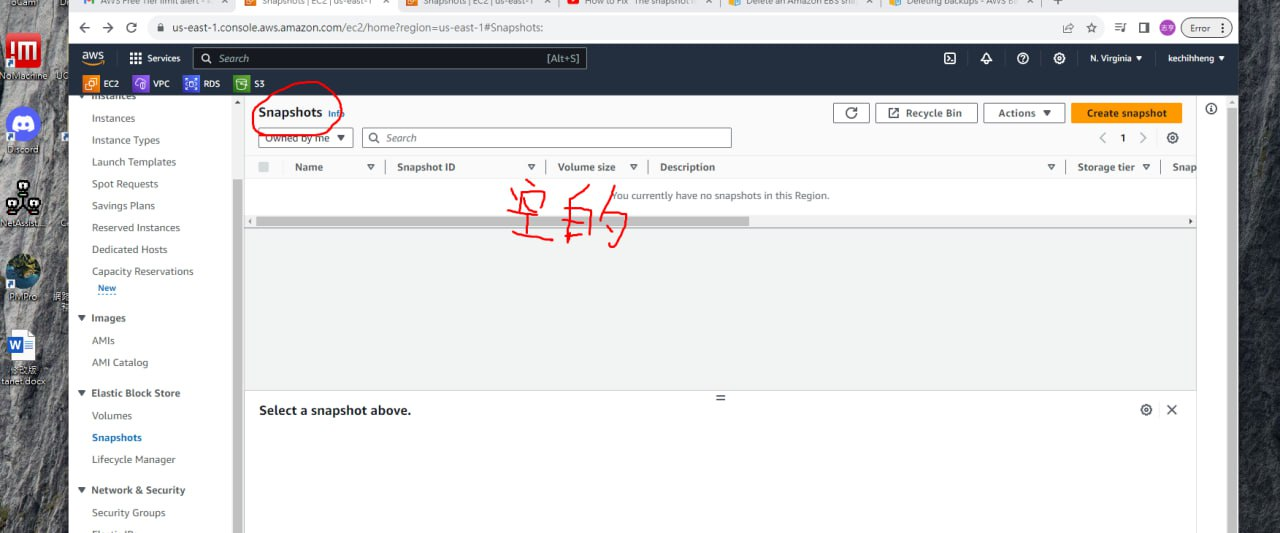 AWS Free Tier limit alert -
Snapshots | EC2 | us-east-1
Snapshots | EC2 | us-east-1
How to Fix "The snapshot is
Delete an Amazon EBS
Deleting backups - AWS B
us-east-1.console.aws.amazon.com/ec2/home?region=us-east-1#Snapshots:
志亨
Error
aws
Services
Search
[Alt+S]
N. Virginia
kechihheng
EC2
VPC
RDS
S3
NoMachine
Discord
NetAssist...
tanet.docx
Instances
Instances
Instance Types
Launch Templates
Spot Requests
Savings Plans
Reserved Instances
Dedicated Hosts
Capacity Reservations
New
Images
AMIs
AMI Catalog
Elastic Block Store
Volumes
Snapshots
Lifecycle Manager
Network & Security
Security Groups
Snapshots Info
Recycle Bin
Actions
Create snapshot
Owned by me
Search
1
Name
Snapshot ID
Volume size
Description
Storage tier
Snap
You currently have no snapshots in this Region.
空的
Select a snapshot above.